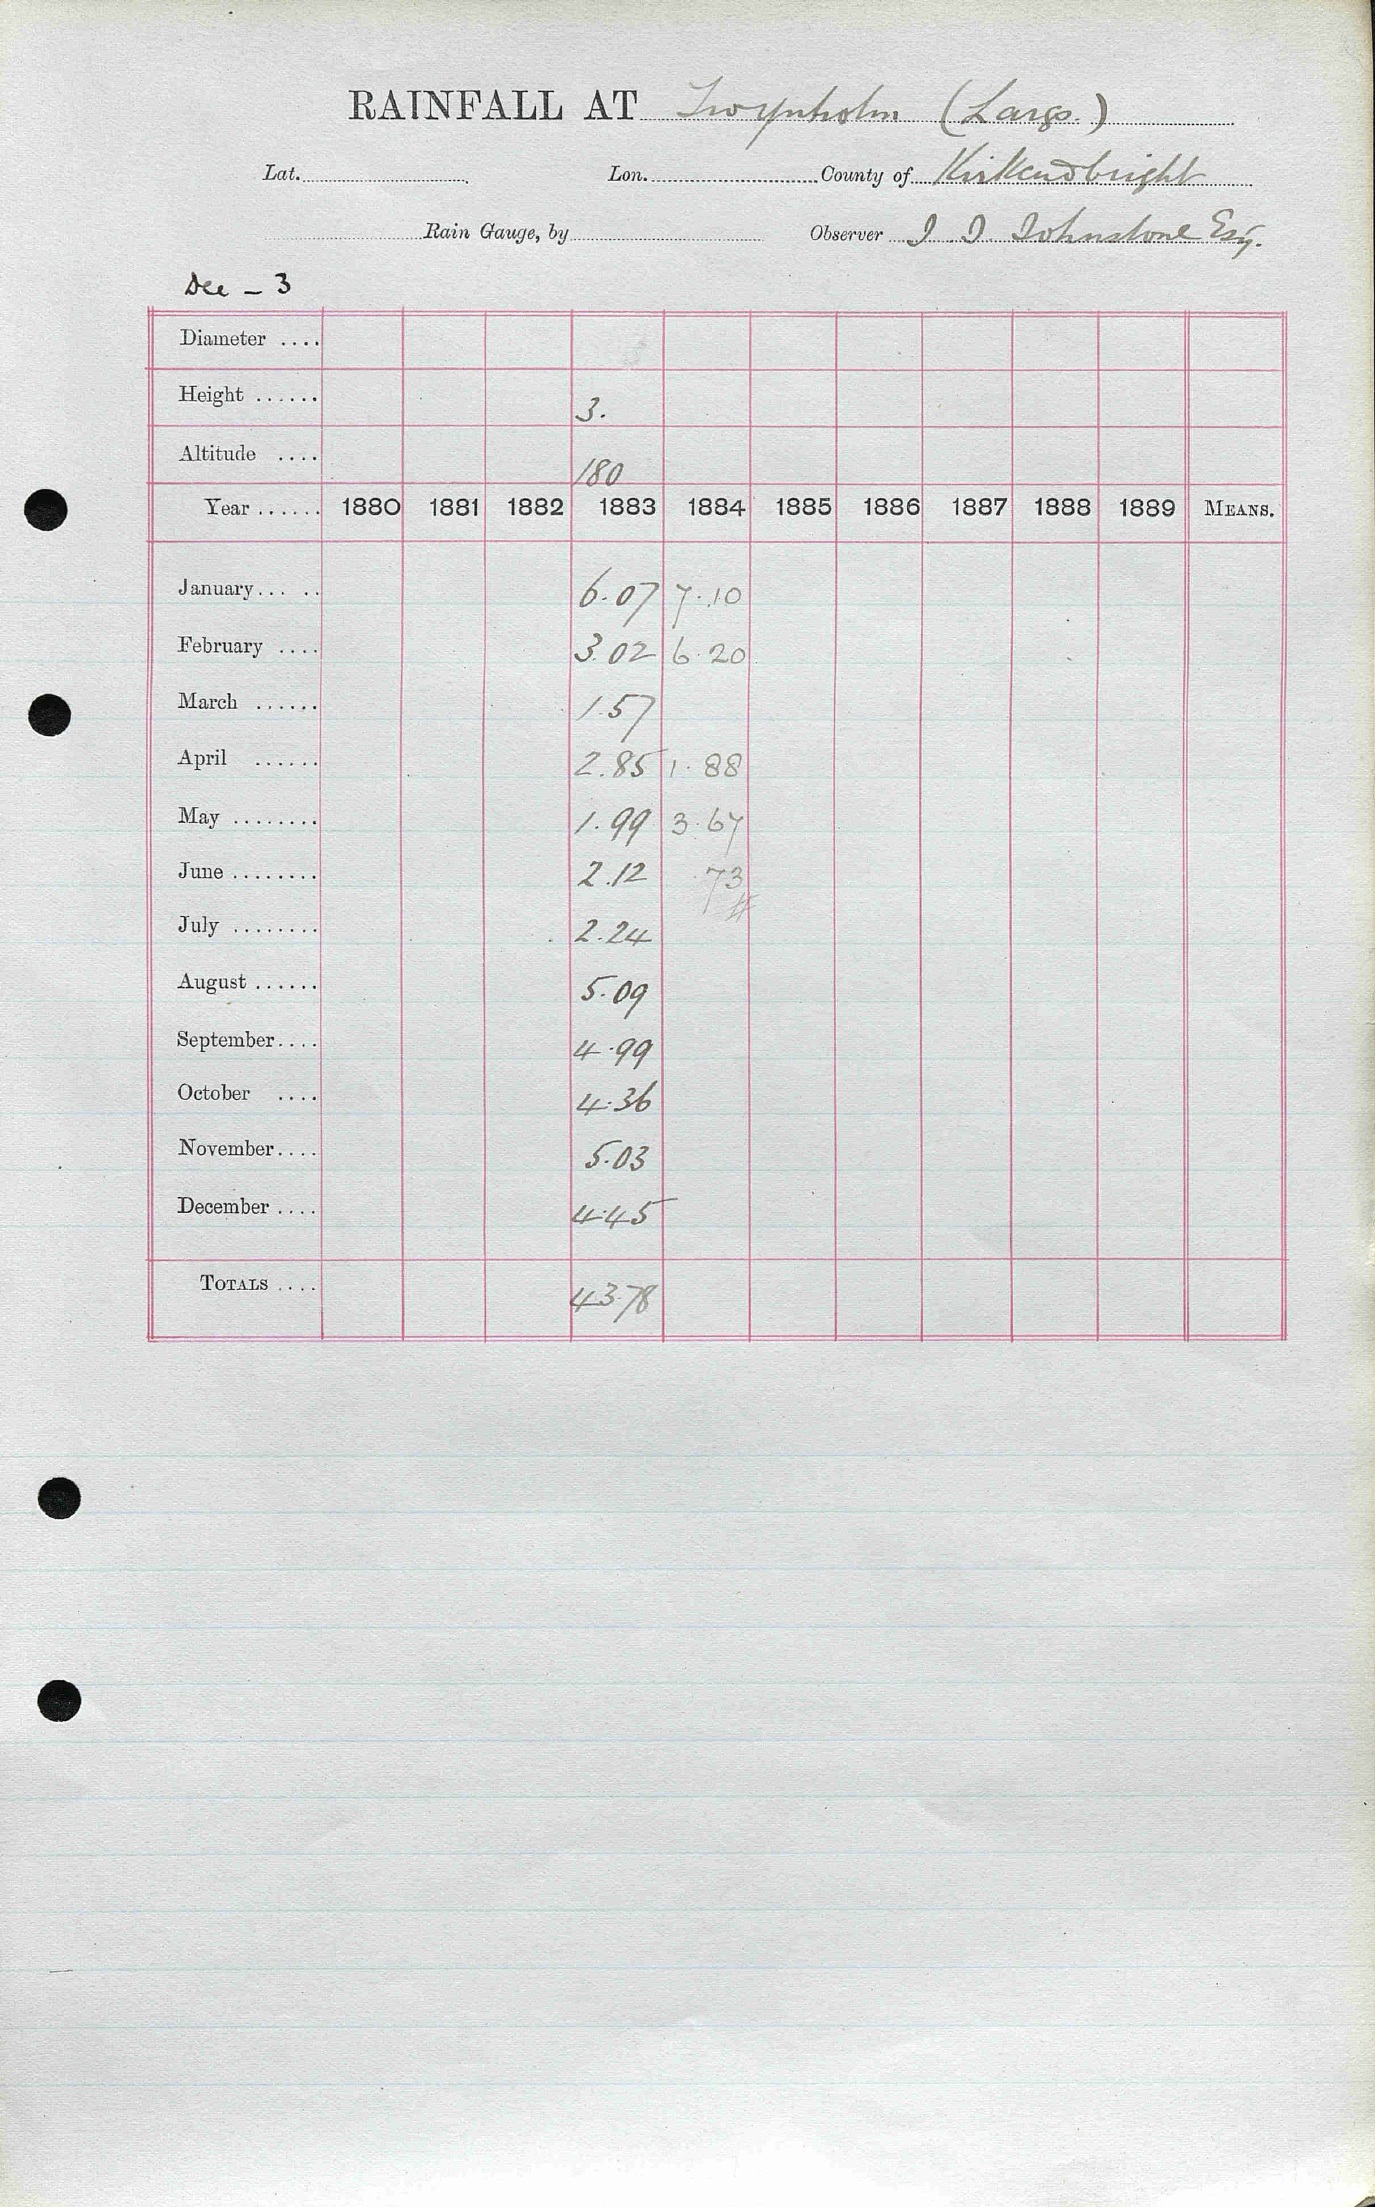 RAINFALL AT Twynholm (Largs.)
Lat. Lon. County of Kirkcudbright
Rain Gauge, by Observer J. J. Johnstone Esq.
Dee - 3
Diameter ....
Height ...... 3.
Altitude .... 180
Year ...... 1880 1881 1882 1883 1884 1885 1886 1887 1888 1889 MEANS.
January... .. 6.07 7.10
February .... 3.02 6.20
March ...... 1.57
April ...... 2.85 1.88
May ........ 1.99 3.67
June ........ 2.12 .73
July ........ 2.24
August ...... 5.09
September.... 4.99
October .... 4.36
November.... 5.03
December .... 4.45
TOTALS .... 43.78